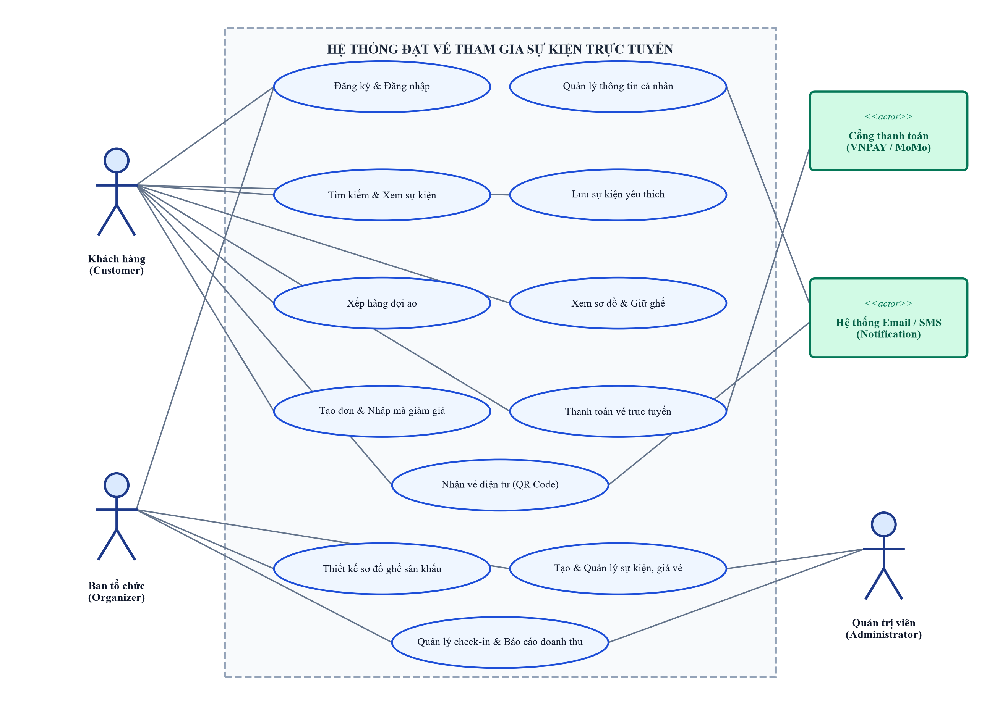 HỆ THỐNG ĐẶT VÉ THAM GIA SỰ KIỆN TRỰC TUYẾN
Đăng ký & Đăng nhập
Quản lý thông tin cá nhân
<<actor>>
Cổng thanh toán
(VNPAY / MoMo)
Tìm kiếm & Xem sự kiện
Lưu sự kiện yêu thích
Khách hàng
(Customer)
Xếp hàng đợi ảo
Xem sơ đồ & Giữ ghế
<<actor>>
Hệ thống Email / SMS
(Notification)
Tạo đơn & Nhập mã giảm giá
Thanh toán vé trực tuyến
Nhận vé điện tử (QR Code)
Thiết kế sơ đồ ghế sân khấu
Tạo & Quản lý sự kiện, giá vé
Ban tổ chức
(Organizer)
Quản lý check-in & Báo cáo doanh thu
Quản trị viên
(Administrator)